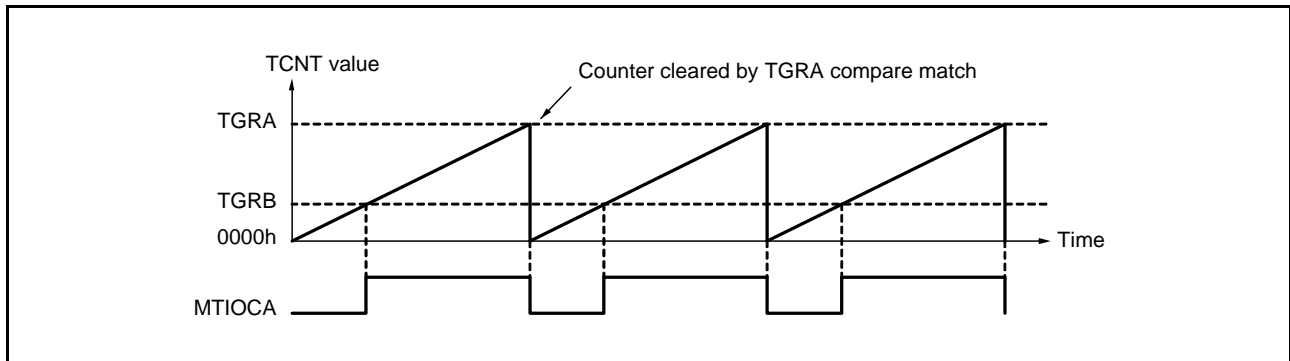 TCNT value
Counter cleared by TGRA compare match
TGRA
TGRB
0000h
Time
MTIOCA